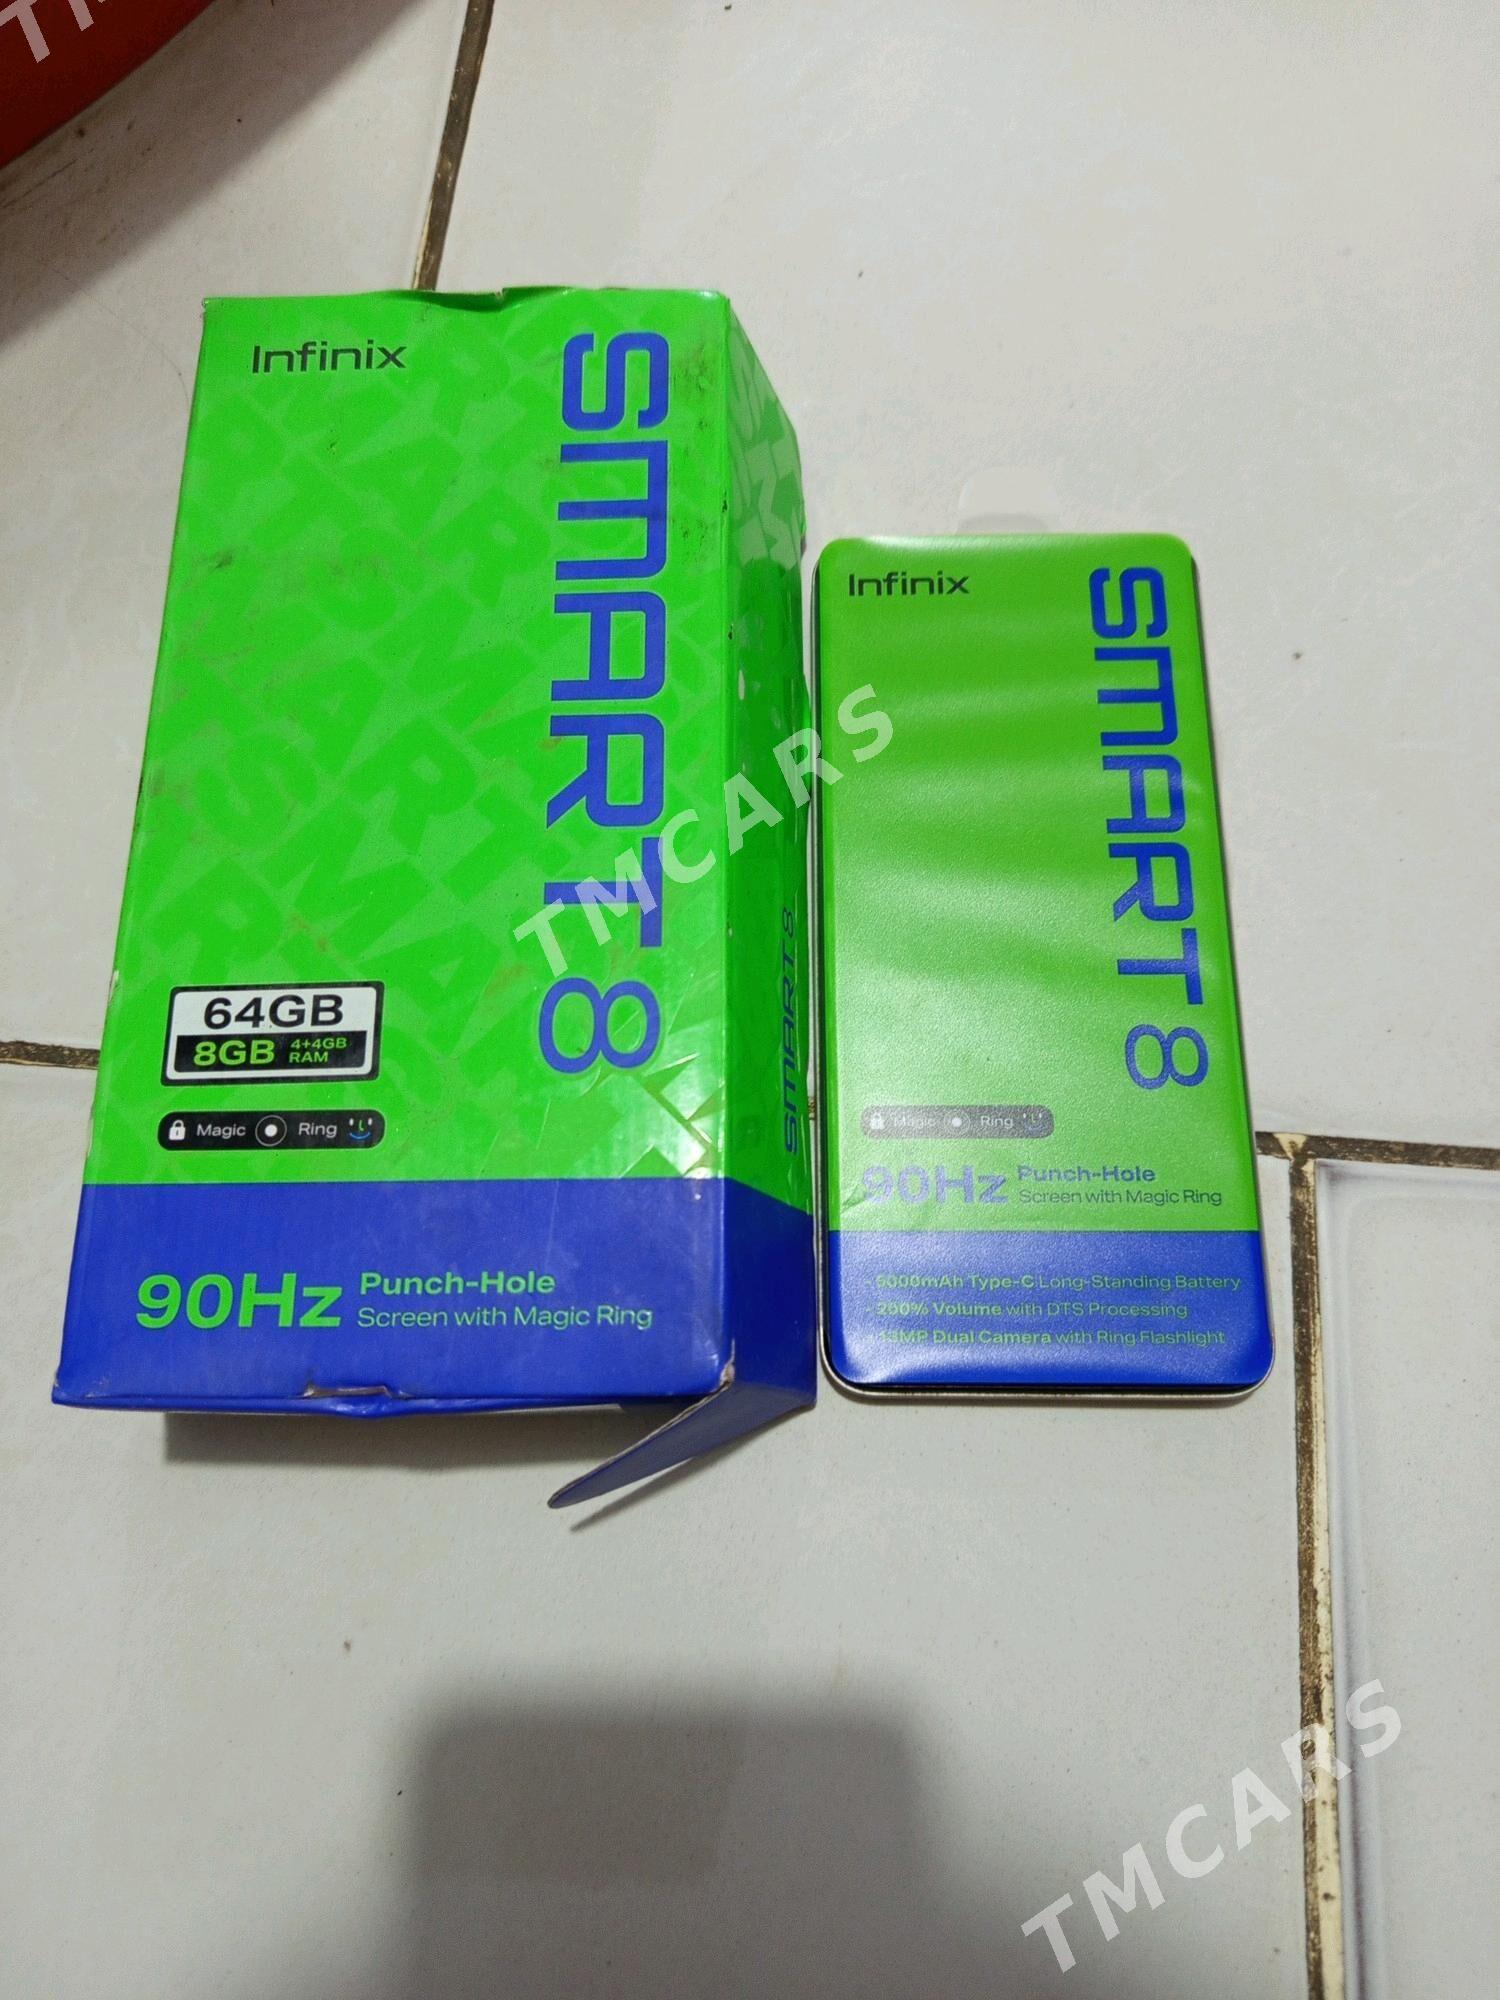 Infinix
SMART 8
64GB
8GB 4+4GB RAM
Magic Ring
90Hz Punch-Hole
Screen with Magic Ring
SMART 8
Infinix
SMART 8
Magic Ring
90Hz Punch-Hole
Screen with Magic Ring
5000mAh Type-C Long-Standing Battery
200% Volume with DTS Processing
13MP Dual Camera with Ring Flashlight
TMCARS
TMCARS